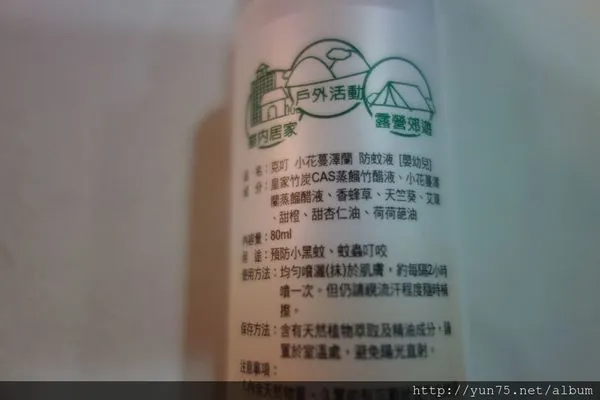 戶外活動
室內居家
露營郊遊
品 名：克叮 小花蔓澤蘭 防蚊液 [嬰幼兒]
成 分：皇家竹炭CAS蒸餾竹醋液、小花蔓澤
蘭蒸餾醋液、香蜂草、天竺葵、艾草
、甜橙、甜杏仁油、荷荷葩油
內容量：80ml
用 途：預防小黑蚊、蚊蟲叮咬
使用方法：均勻噴灑(抹)於肌膚，約每隔2小時
噴一次。但仍請視流汗程度隨時補
擦。
保存方法：含有天然植物萃取及精油成分，請
置於室溫處，避免陽光直射。
注意事項：
http://yun75.net/album